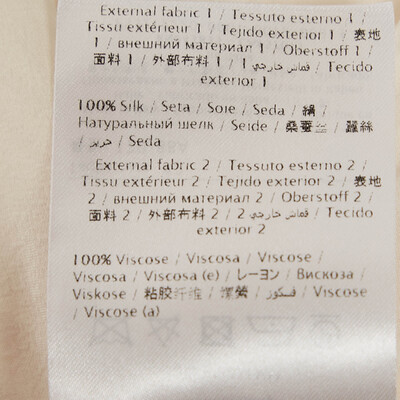 External fabric 1 / Tessuto esterno 1 /
Tissu extérieur 1 / Tejido exterior 1 / 表地
1 / внешний материал 1 / Oberstoff 1 /
面料 1 / 外部布料 1 / قماش خارجي 1 / Tecido
exterior 1
100% Silk / Seta / Soie / Seda / 絹 /
Натуральный шелк / Seide / 桑蚕丝 / 蠶絲
/ حرير / Seda
External fabric 2 / Tessuto esterno 2 /
Tissu extérieur 2 / Tejido exterior 2 / 表地
2 / внешний материал 2 / Oberstoff 2 /
面料 2 / 外部布料 2 / قماش خارجي 2 / Tecido
exterior 2
100% Viscose / Viscosa / Viscose /
Viscosa / Viscosa (e) / レーヨン / Вискоза /
Viskose / 粘胶纤维 / فسكوز / Viscose
/ Viscose (a)